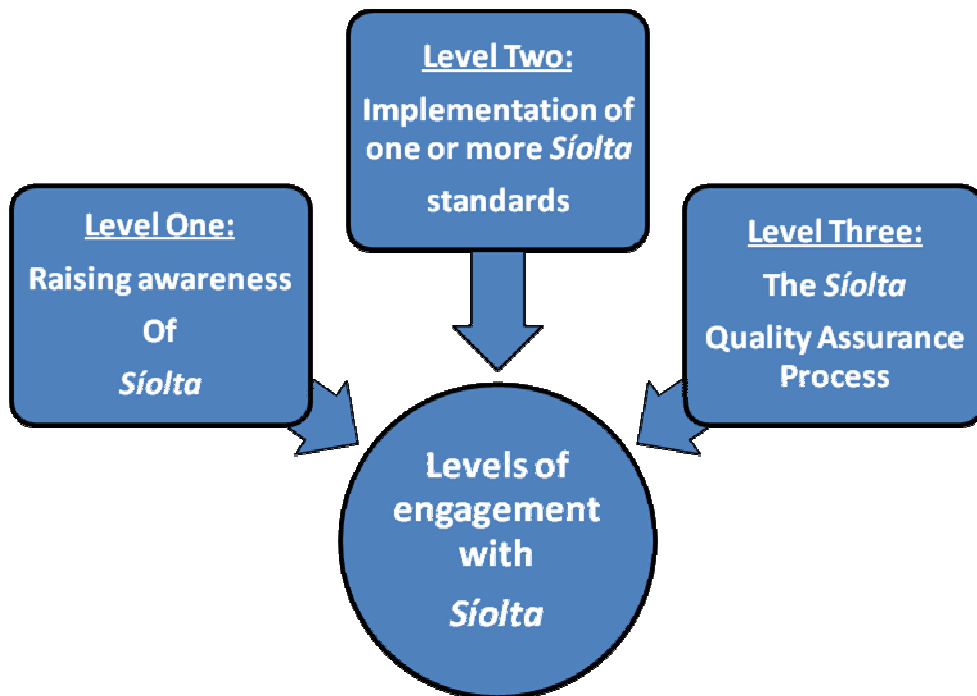 Level One:
Raising awareness
Of
Síolta
Level Two:
Implementation of
one or more Síolta
standards
Level Three:
The Síolta
Quality Assurance
Process
Levels of
engagement
with
Síolta